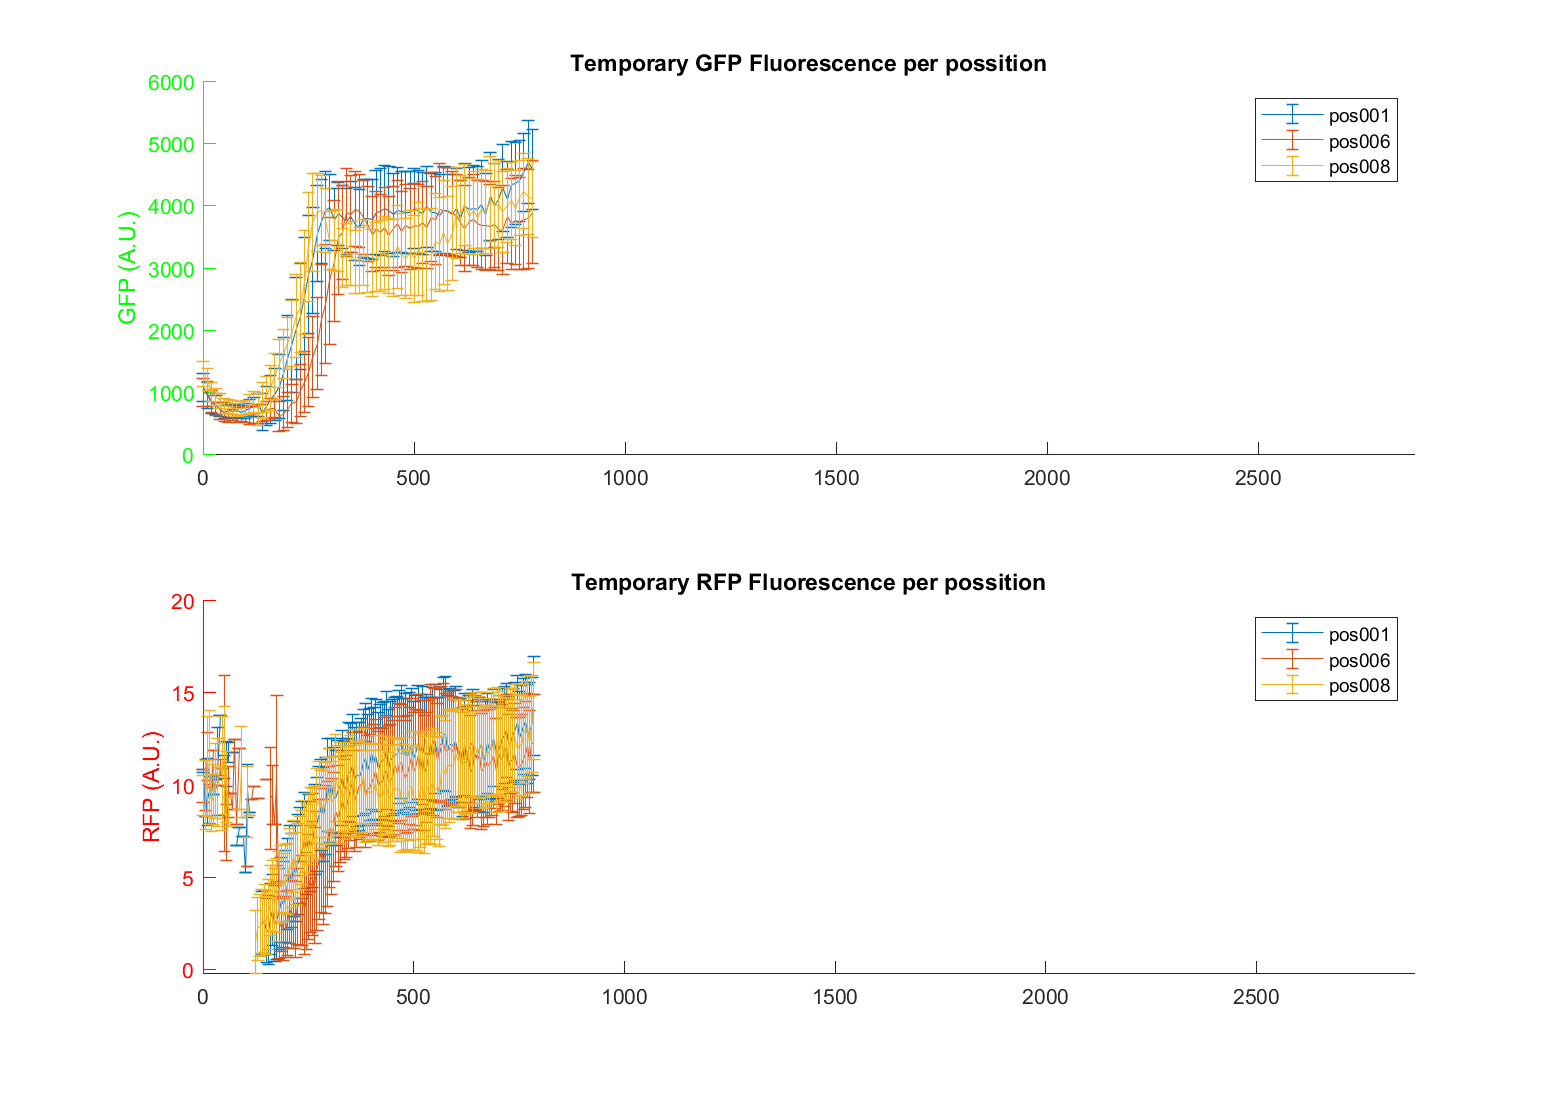 Temporary GFP Fluorescence per possition
6000
5000
4000
3000
2000
1000
0
GFP (A.U.)
0 500 1000 1500 2000 2500
pos001
pos006
pos008
Temporary RFP Fluorescence per possition
20
15
10
5
0
RFP (A.U.)
0 500 1000 1500 2000 2500
pos001
pos006
pos008